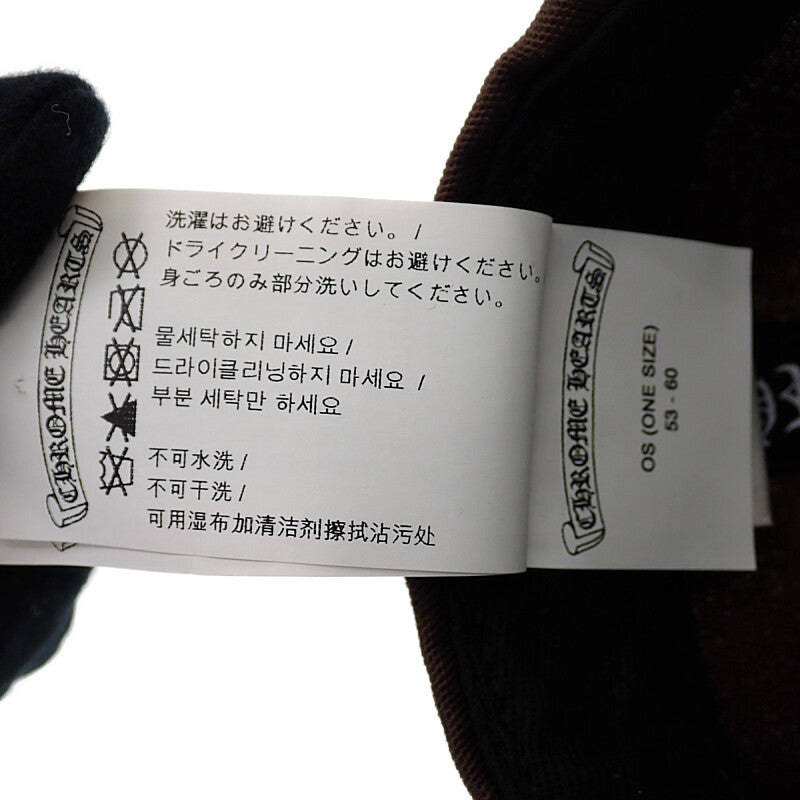 CHROME HEARTS
洗濯はお避けください。/
ドライクリーニングはお避けください。
身ごろのみ部分洗いしてください。
물세탁하지 마세요 /
드라이클리닝하지 마세요 /
부분 세탁만 하세요
不可水洗 /
不可干洗 /
可用湿布加清洁剂擦拭沾污处
CHROME HEARTS
OS (ONE SIZE)
53 - 60